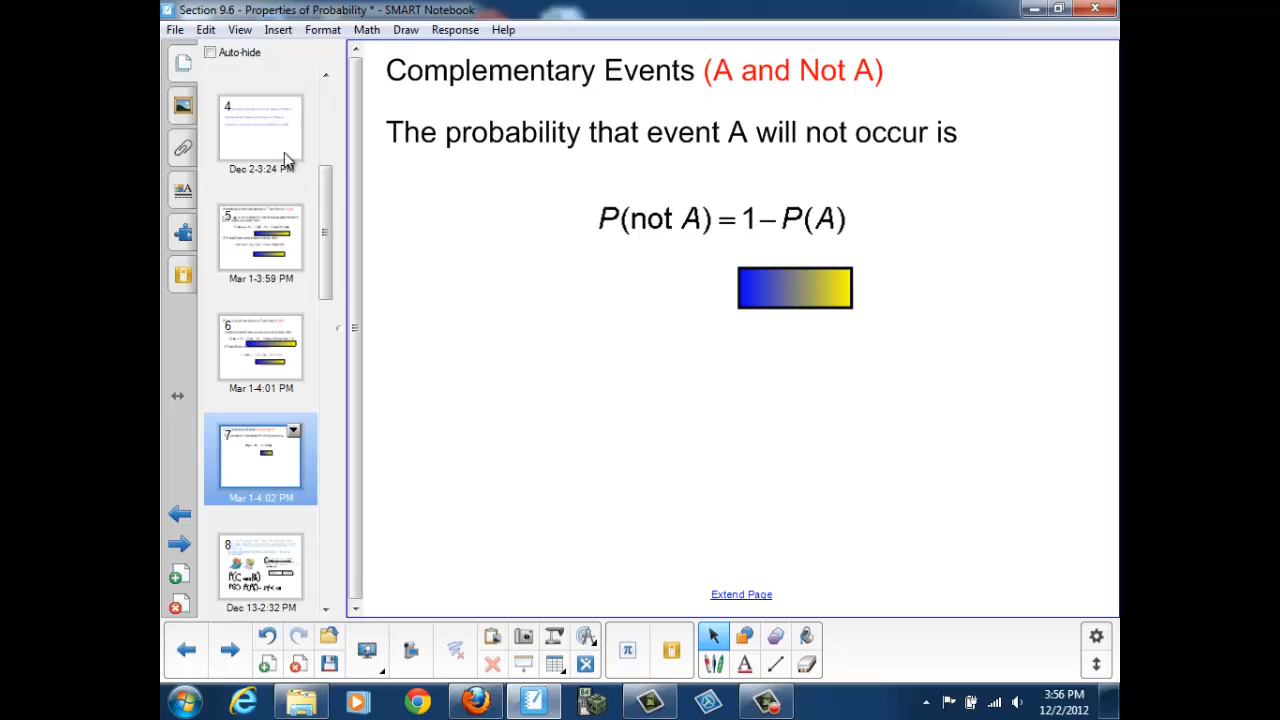 Section 9.6 - Properties of Probability * - SMART Notebook
File Edit View Insert Format Math Draw Response Help
Auto-hide
4
Dec 2-3:24 PM
5
Mar 1-3:59 PM
6
Mar 1-4:01 PM
7
Mar 1-4:02 PM
8
Dec 13-2:32 PM
Complementary Events (A and Not A)
The probability that event A will not occur is
P(not A) = 1 – P(A)
Extend Page
3:56 PM
12/2/2012